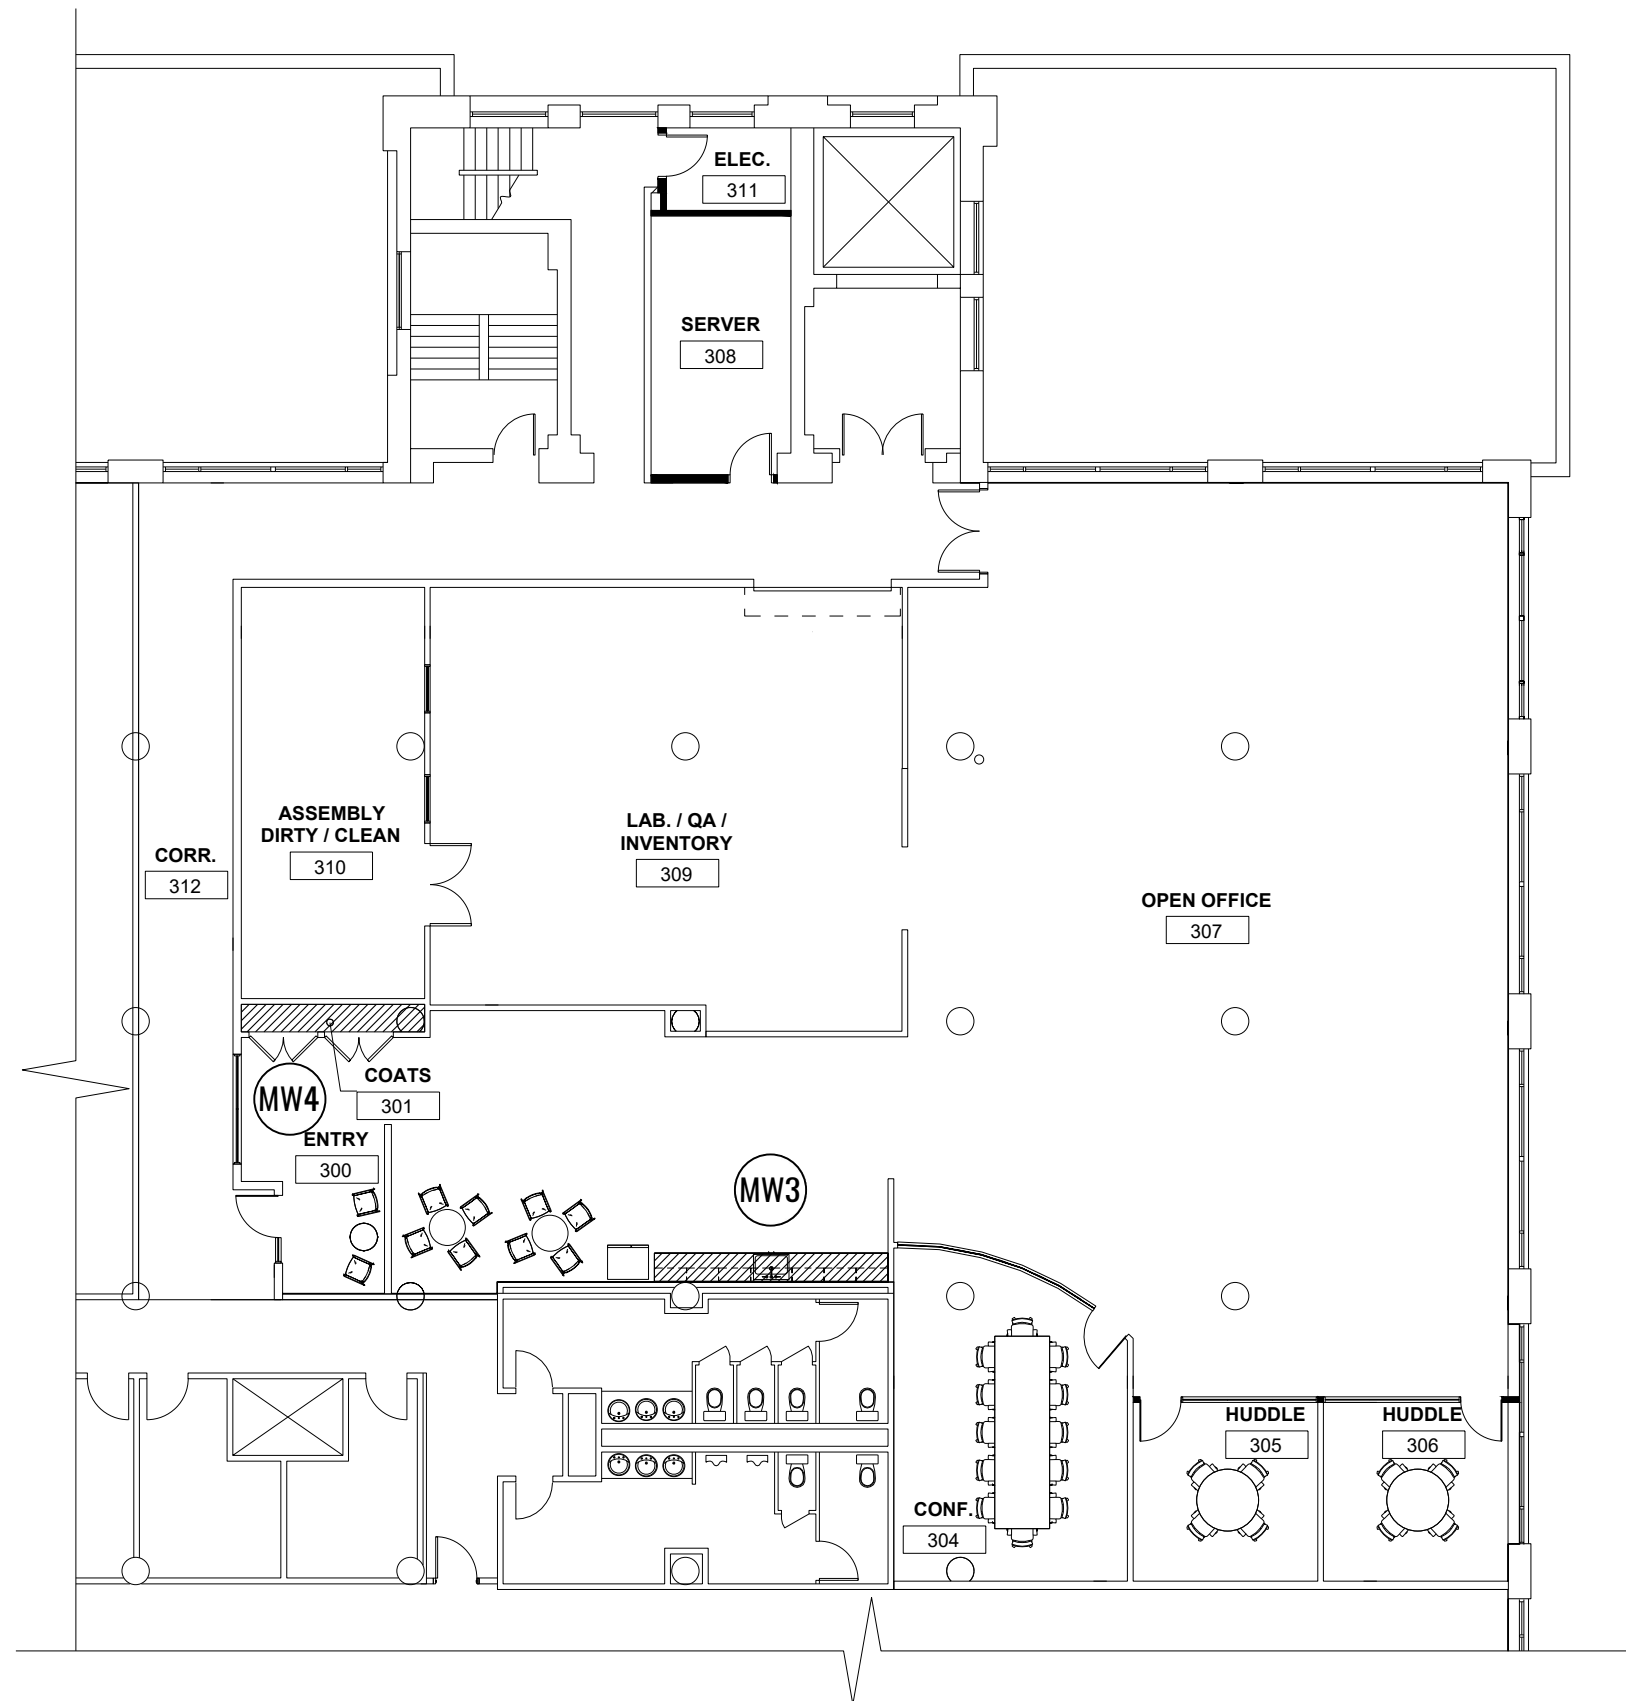 ELEC.
311
SERVER
308
ASSEMBLY
DIRTY / CLEAN
310
LAB. / QA /
INVENTORY
309
CORR.
312
OPEN OFFICE
307
COATS
301
MW4
ENTRY
300
MW3
HUDDLE
305
HUDDLE
306
CONF.
304